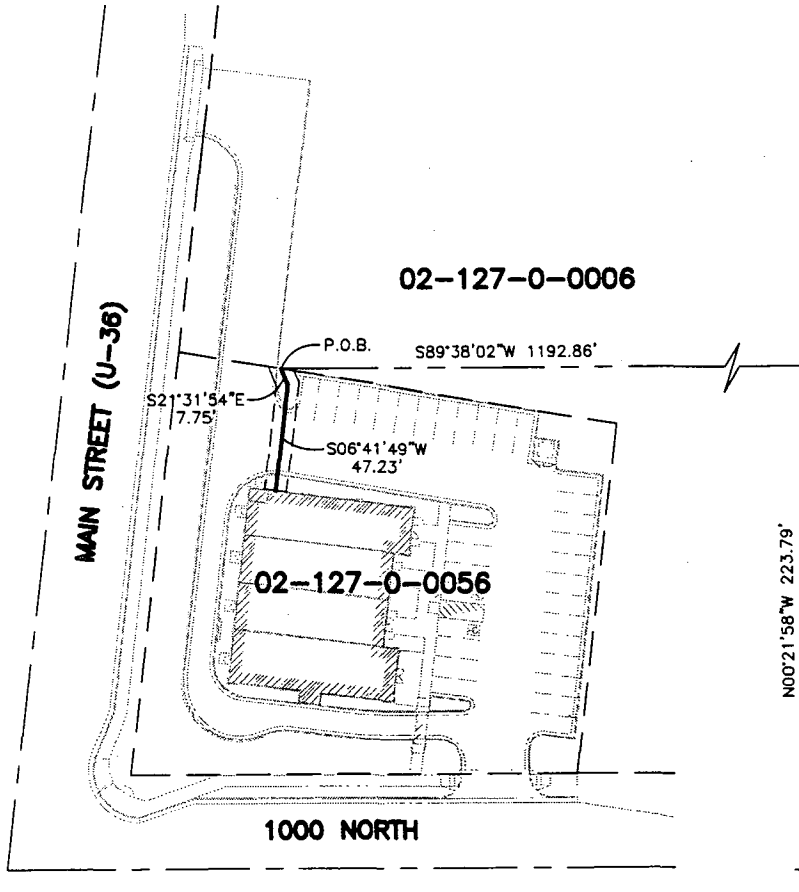 02-127-0-0006
P.O.B.
S89°38'02"W 1192.86'
S21°31'54"E
7.75'
S06°41'49"W
47.23'
MAIN STREET (U-36)
02-127-0-0056
N00°21'58"W 223.79'
1000 NORTH